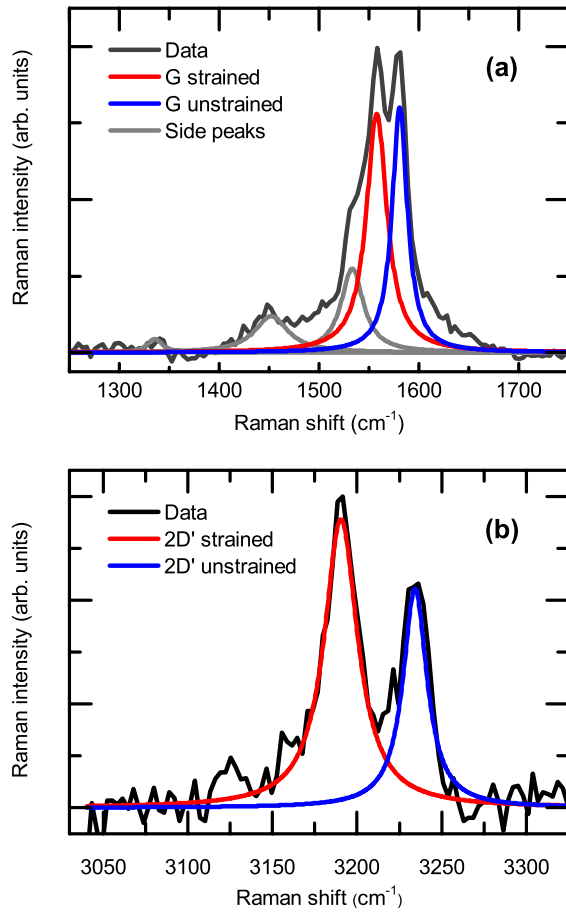 (a)
Data
G strained
G unstrained
Side peaks
Raman intensity (arb. units)
1300 1400 1500 1600 1700
Raman shift (cm⁻¹)
(b)
Data
2D' strained
2D' unstrained
Raman intensity (arb. units)
3050 3100 3150 3200 3250 3300
Raman shift (cm⁻¹)